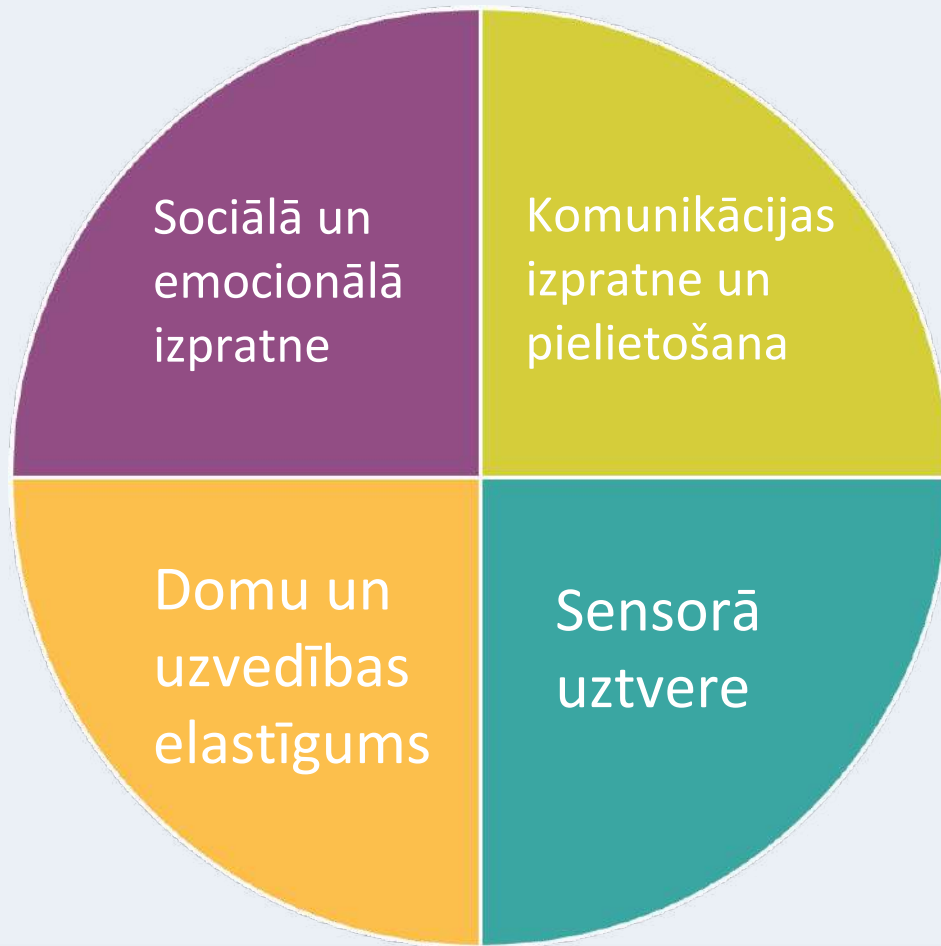 Sociālā un
emocionālā
izpratne
Komunikācijas
izpratne un
pielietošana
Domu un
uzvedības
elastīgums
Sensorā
uztvere